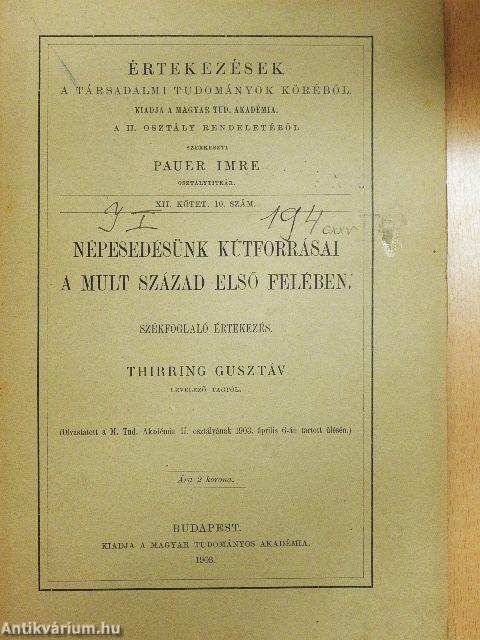 ÉRTEKEZÉSEK
A TÁRSADALMI TUDOMÁNYOK KÖRÉBŐL.
KIADJA A MAGYAR TUD. AKADÉMIA.
A II. OSZTÁLY RENDELETÉBŐL
SZERKESZTI
PAUER IMRE
OSZTÁLYTITKÁR.
XII. KÖTET. 10. SZÁM.
194
NÉPESEDÉSÜNK KÚTFORRÁSAI
A MULT SZÁZAD ELSŐ FELÉBEN.
SZÉKFOGLALÓ ÉRTEKEZÉS.
THIRRING GUSZTÁV
LEVELEZŐ TAGTÓL.
(Olvastatott a M. Tud. Akadémia II. osztályának 1903. április 6-án tartott ülésén.)
Ára 2 korona.
BUDAPEST.
KIADJA A MAGYAR TUDOMÁNYOS AKADÉMIA.
1903.
Antikvárium.hu